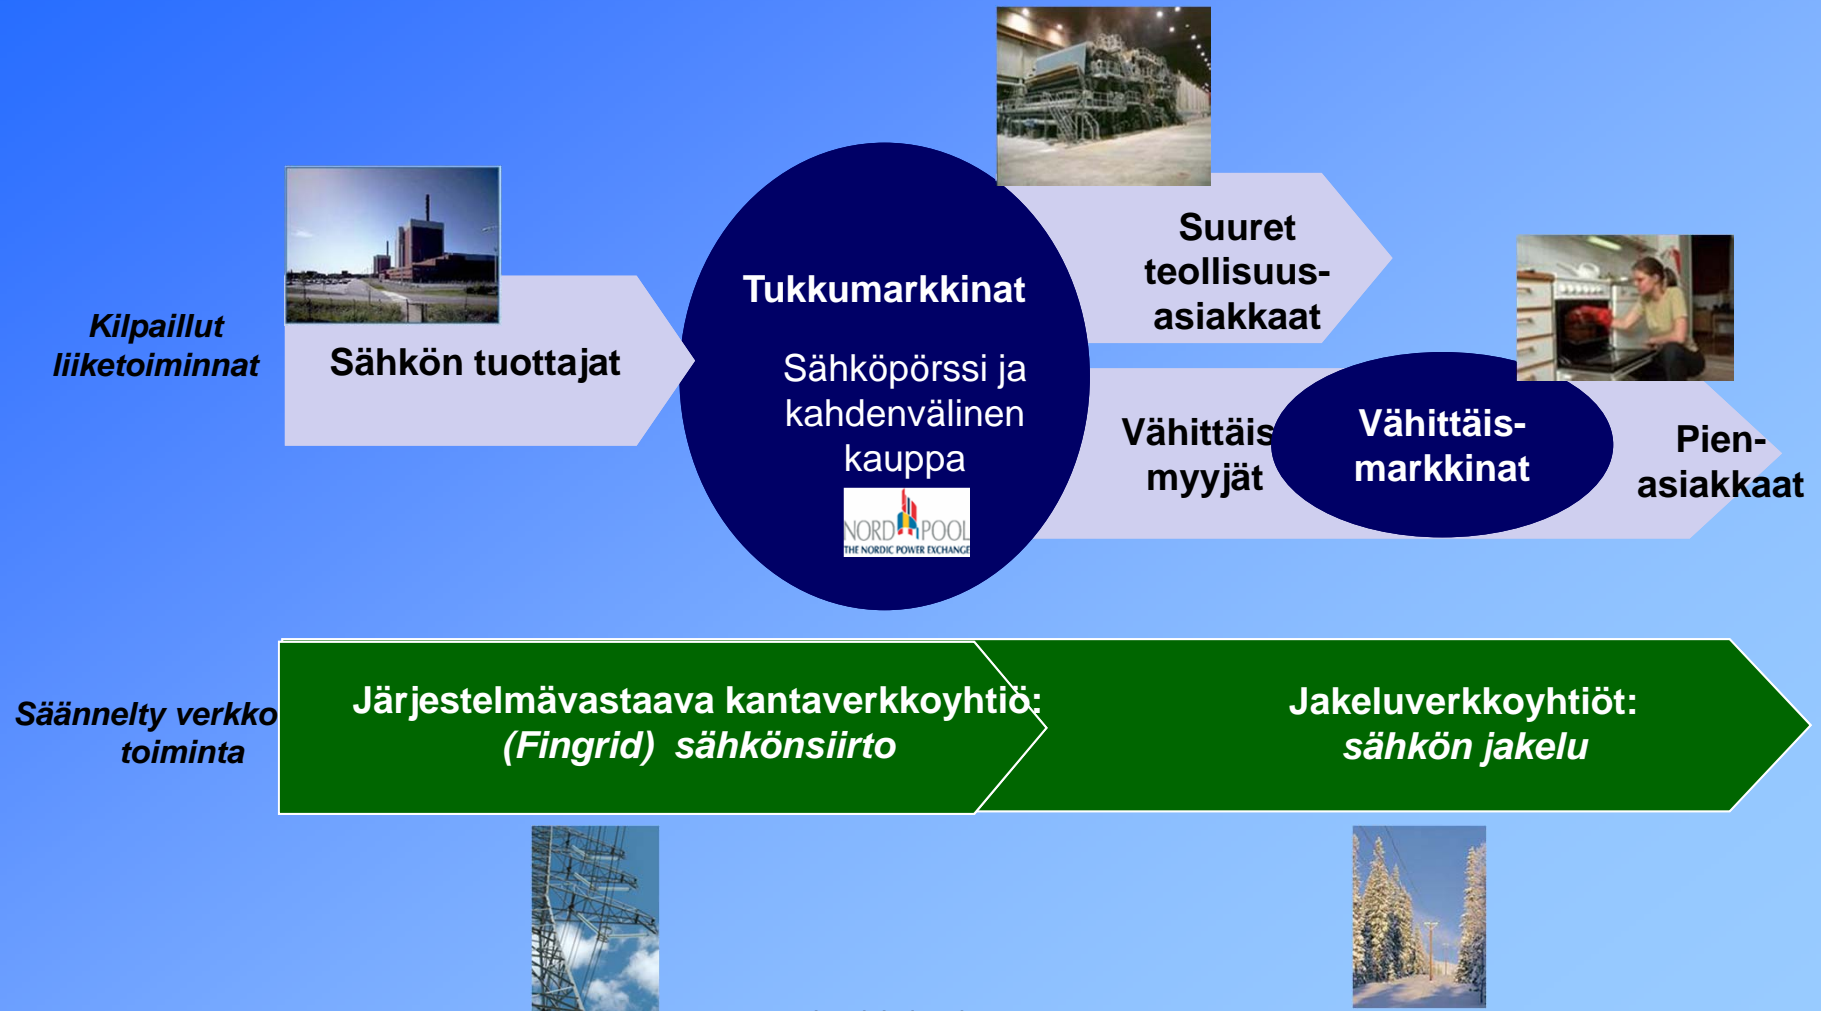 Kilpaillut
liiketoiminnat
Sähkön tuottajat
Tukkumarkkinat
Sähköpörssi ja
kahdenvälinen
kauppa
NORD POOL
THE NORDIC POWER EXCHANGE
Suuret
teollisuus-
asiakkaat
Vähittäis
myyjät
Vähittäis-
markkinat
Pien-
asiakkaat
Säännelty verkko
toiminta
Järjestelmävastaava kantaverkkoyhtiö:
(Fingrid) sähkönsiirto
Jakeluverkkoyhtiöt:
sähkön jakelu